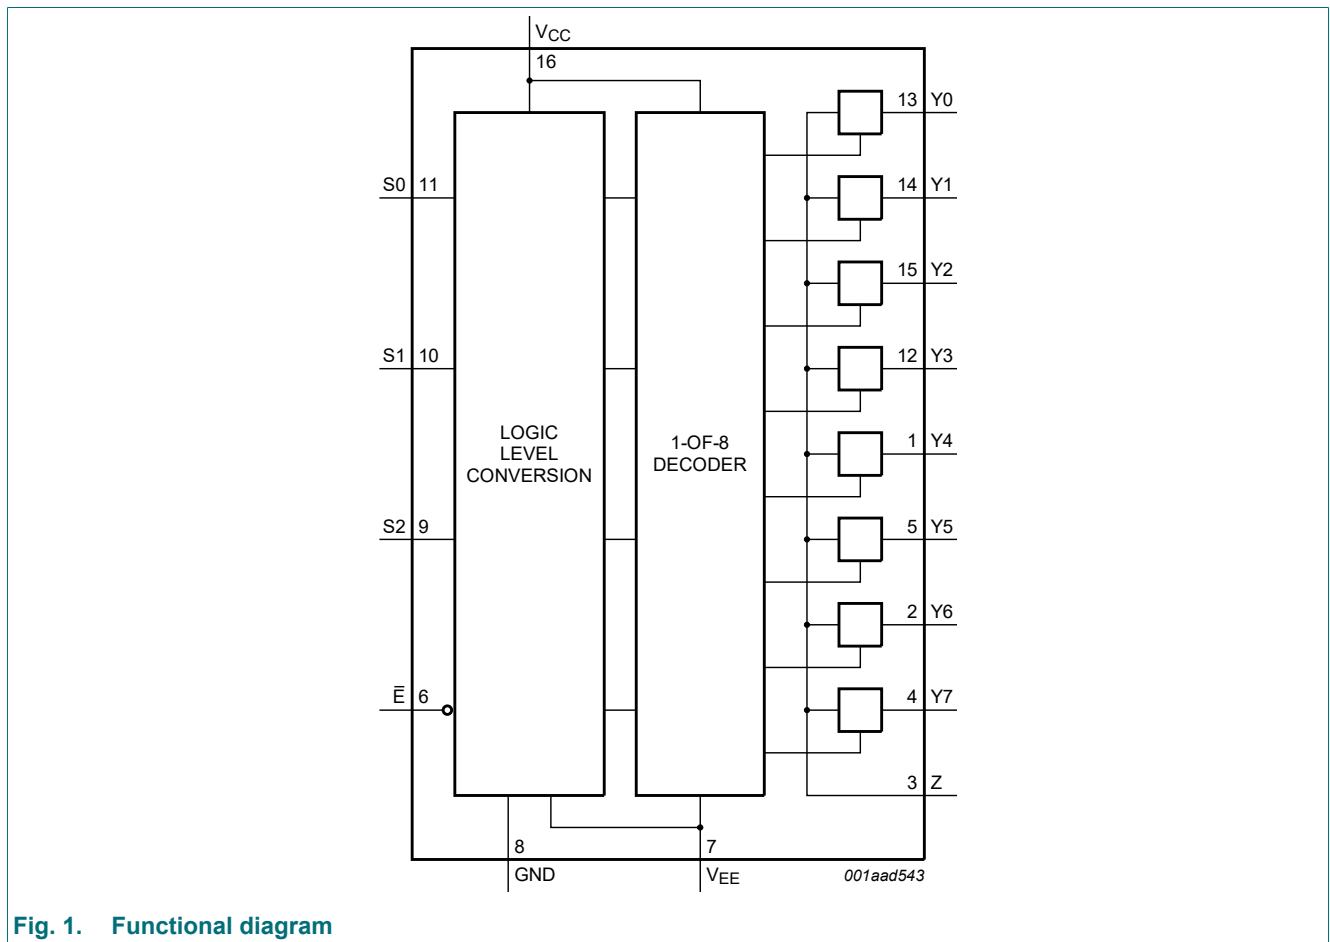 VCC
16
13 Y0
S0 11
14 Y1
15 Y2
S1 10
12 Y3
LOGIC
LEVEL
CONVERSION
1-OF-8
DECODER
1 Y4
S2 9
5 Y5
2 Y6
E̅ 6
4 Y7
3 Z
8
GND
7
VEE
001aad543
Fig. 1. Functional diagram